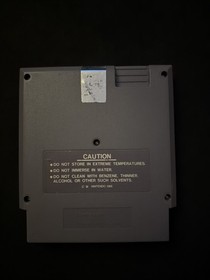 CAUTION
● DO NOT STORE IN EXTREME TEMPERATURES.
● DO NOT IMMERSE IN WATER.
● DO NOT CLEAN WITH BENZENE, THINNER,
ALCOHOL OR OTHER SUCH SOLVENTS.
NINTENDO